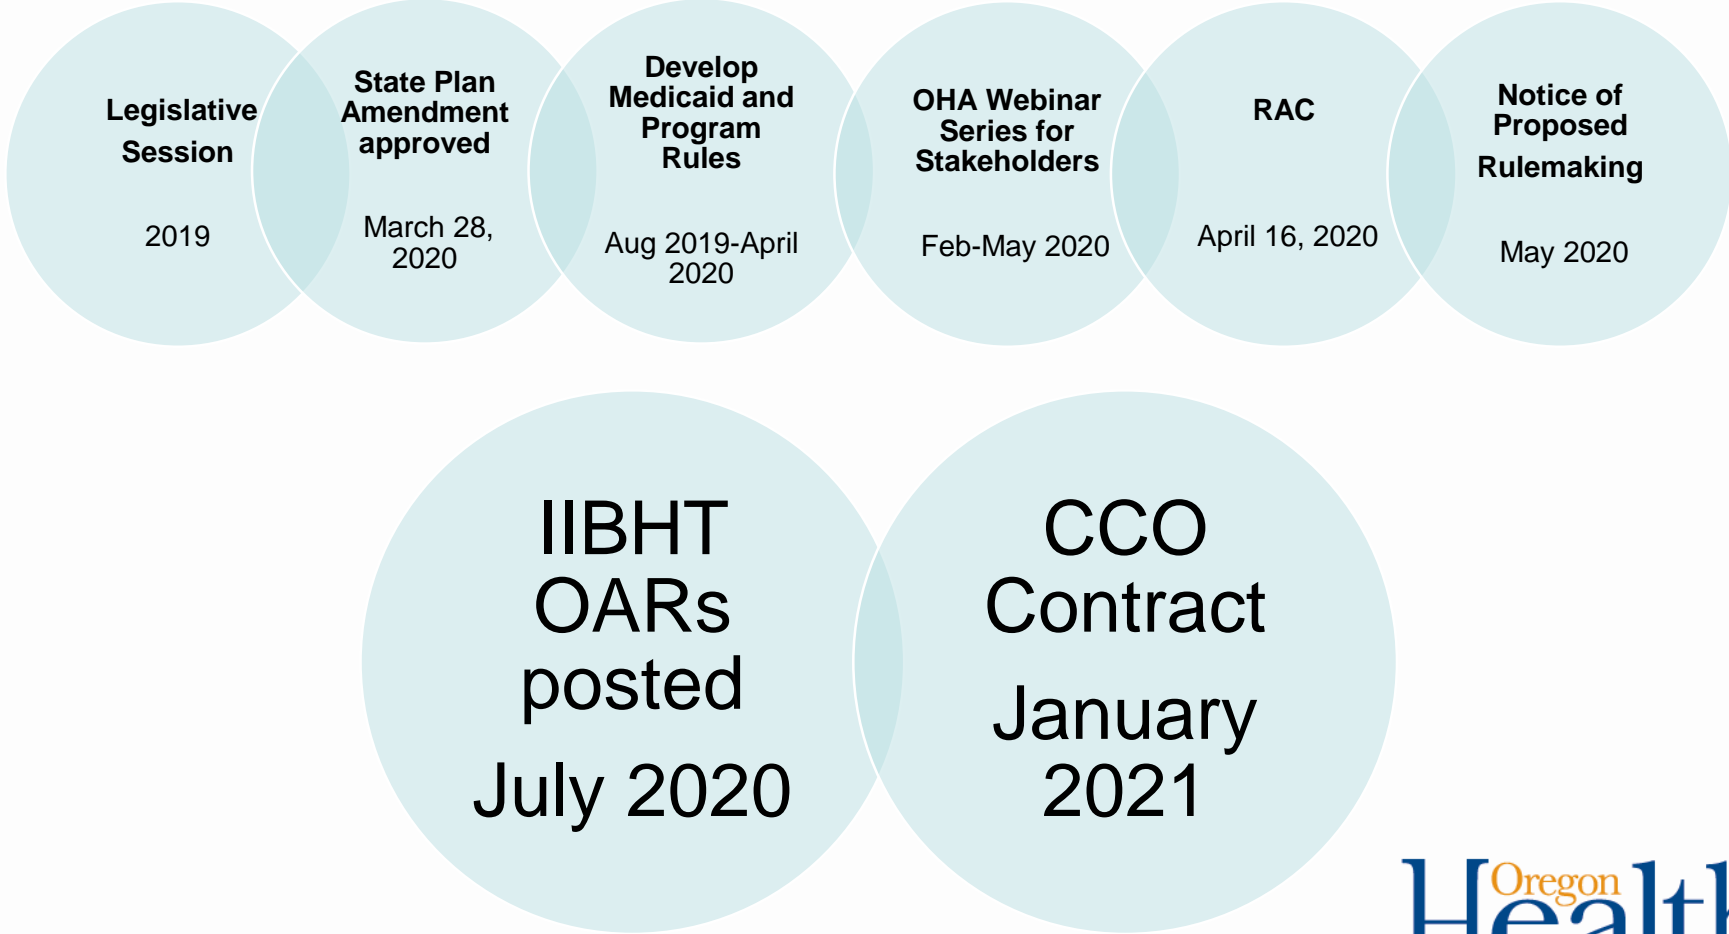 Legislative
Session
2019
State Plan
Amendment
approved
March 28,
2020
Develop
Medicaid and
Program
Rules
Aug 2019-April
2020
OHA Webinar
Series for
Stakeholders
Feb-May 2020
RAC
April 16, 2020
Notice of
Proposed
Rulemaking
May 2020
IIBHT
OARs
posted
July 2020
CCO
Contract
January
2021
Oregon